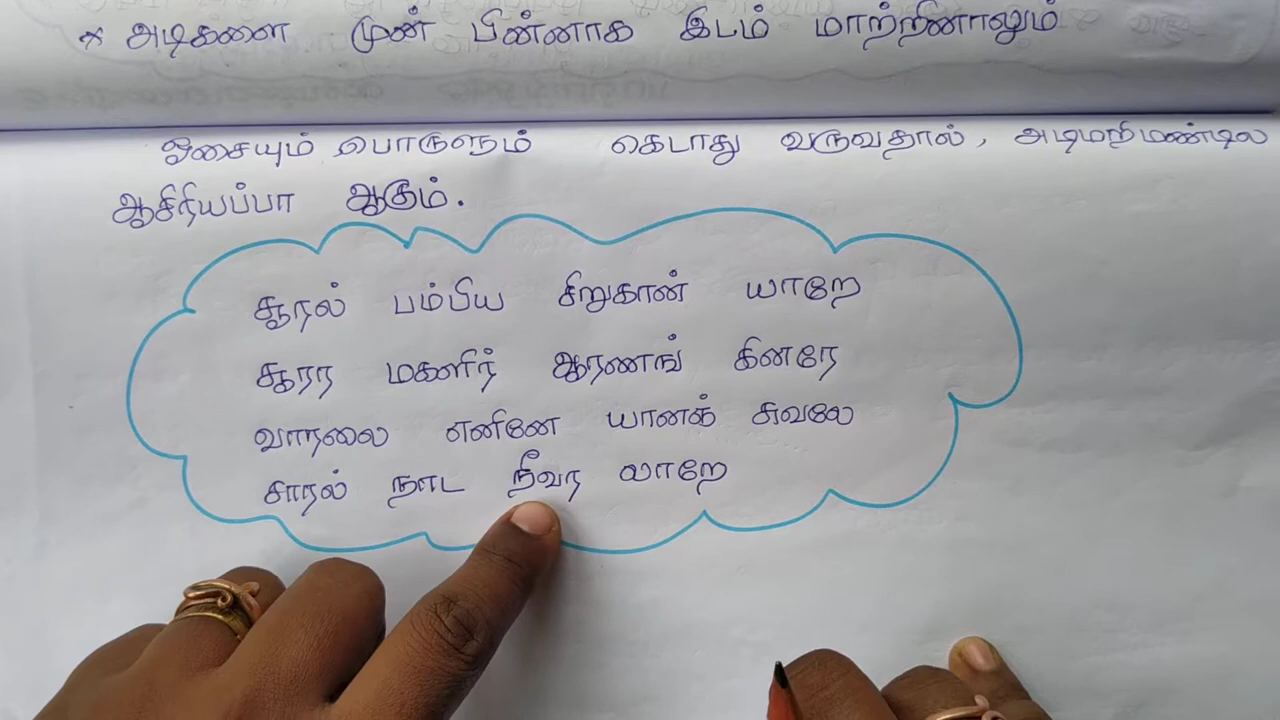 * அடிகளை முன் பின்னாக இடம் மாற்றினாலும்
ஓசையும் பொருளும் கெடாது வருவதால், அடிமறிமண்டில
ஆசிரியப்பா ஆகும்.
சூரல் பம்பிய சிறுகான் யாறே
சூரர மகளிர் ஆரணங் கினரே
வாரலை எனினே யானக் சுவலே
சாரல் நாட நீவர லாறே